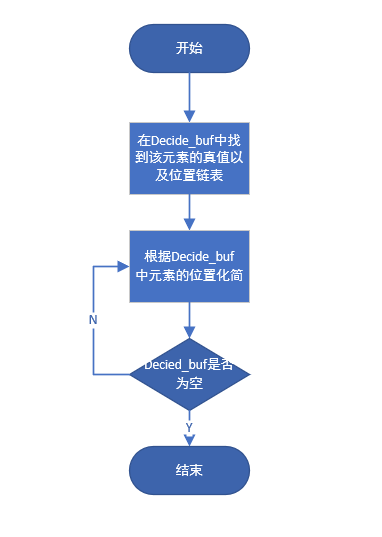 开始
在Decide_buf中找
到该元素的真值以
及位置链表
根据Decide_buf
中元素的位置化简
N
Decied_buf是否
为空
Y
结束